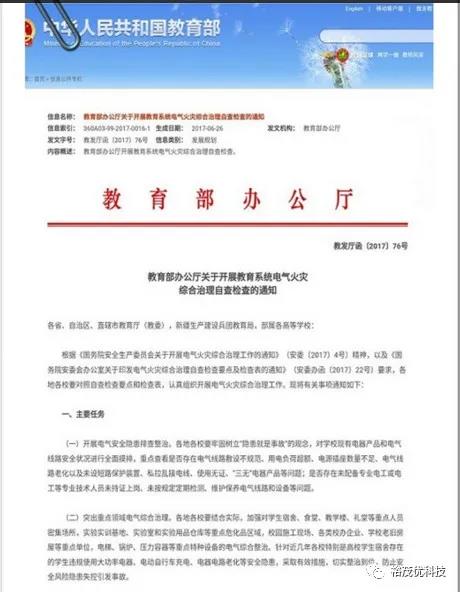 English | 移动客户端 |
中华人民共和国教育部
Ministry of Education of the People's Republic of China
信息名称： 教育部办公厅关于开展教育系统电气火灾综合治理自查检查的通知
信息索引： 360A03-99-2017-0016-1 生成日期： 2017-06-26 发文机构： 教育部办公厅
发文字号： 教发厅函〔2017〕76号 信息类别： 发展规划
内容概述： 教育部办公厅开展教育系统电气火灾综合治理自查检查。
教育部办公厅
教发厅函〔2017〕76号
教育部办公厅关于开展教育系统电气火灾
综合治理自查检查的通知
各省、自治区、直辖市教育厅（教委），新疆生产建设兵团教育局，部属各高等学校：
根据《国务院安全生产委员会关于开展电气火灾综合治理工作的通知》（安委〔2017〕4号）精神，以及《国
务院安委会办公室关于印发电气火灾综合治理自查检查要点及检查表的通知》（安委办函〔2017〕22号）要求，各
地各校要对照自查检查要点和检查表，认真组织开展电气火灾治理工作。现将有关事项通知如下：
一、主要任务
（一）开展电气安全隐患排查整治。各地各校要牢固树立“隐患就是事故”的观念，对学校现有电器产品和电气
线路安全状况进行全面摸排。重点查看是否存在电气线路敷设不规范、用电负荷超额、电源插座数量不足、电气线
路老化以及未设短路保护装置、私拉乱接电线、使用无证、“三无”电器产品等问题；是否存在未配备专业电工或电
工等专业技术人员未持证上岗、未按规定定期检测、维护保养电气线路和设备等问题。
（二）突出重点领域电气综合治理。各地各校要结合实际，加强对学生宿舍、食堂、教学楼、礼堂等重点人员
密集场所，实验实训基地、实验室和实验用品仓库等重点危化品区域，校园施工现场、各类校办企业、学校老旧房
屋等重点单位，电梯、锅炉、压力容器等重点特种设备的电气综合整治。针对近几年各校特别是高校学生宿舍存在
的学生违规使用大功率电器、电动自行车充电、电器电路老化等安全隐患，采取有效措施，切实整治到位，防止安
全风险隐患失控引发事故。
裕茂优科技